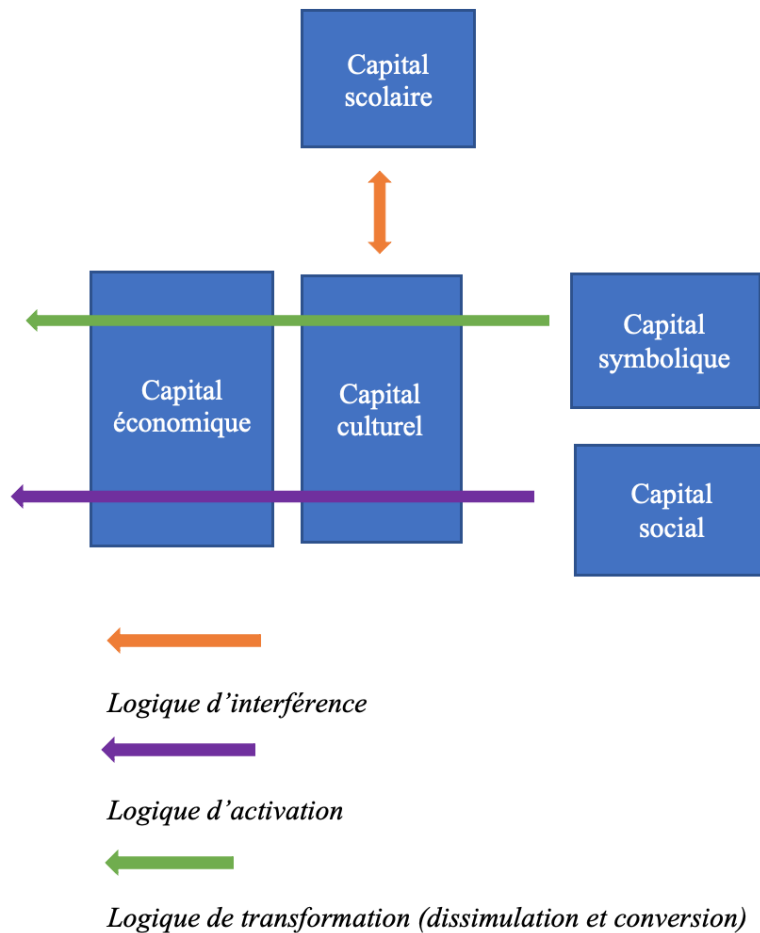 Capital
scolaire
Capital
économique
Capital
culturel
Capital
symbolique
Capital
social
Logique d’interférence
Logique d’activation
Logique de transformation (dissimulation et conversion)